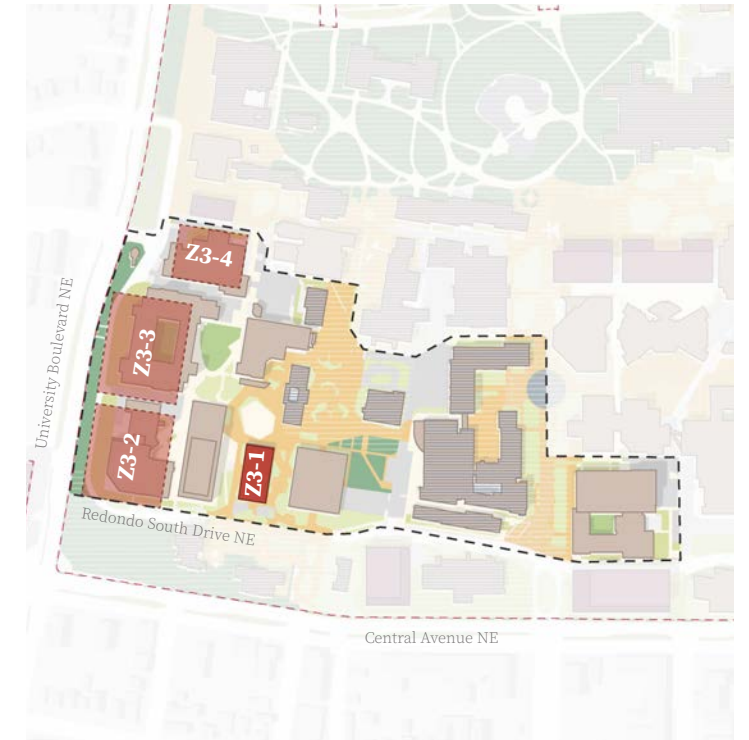 Z3-4
University Boulevard NE
Z3-3
Z3-2
Z3-1
Redondo South Drive NE
Central Avenue NE